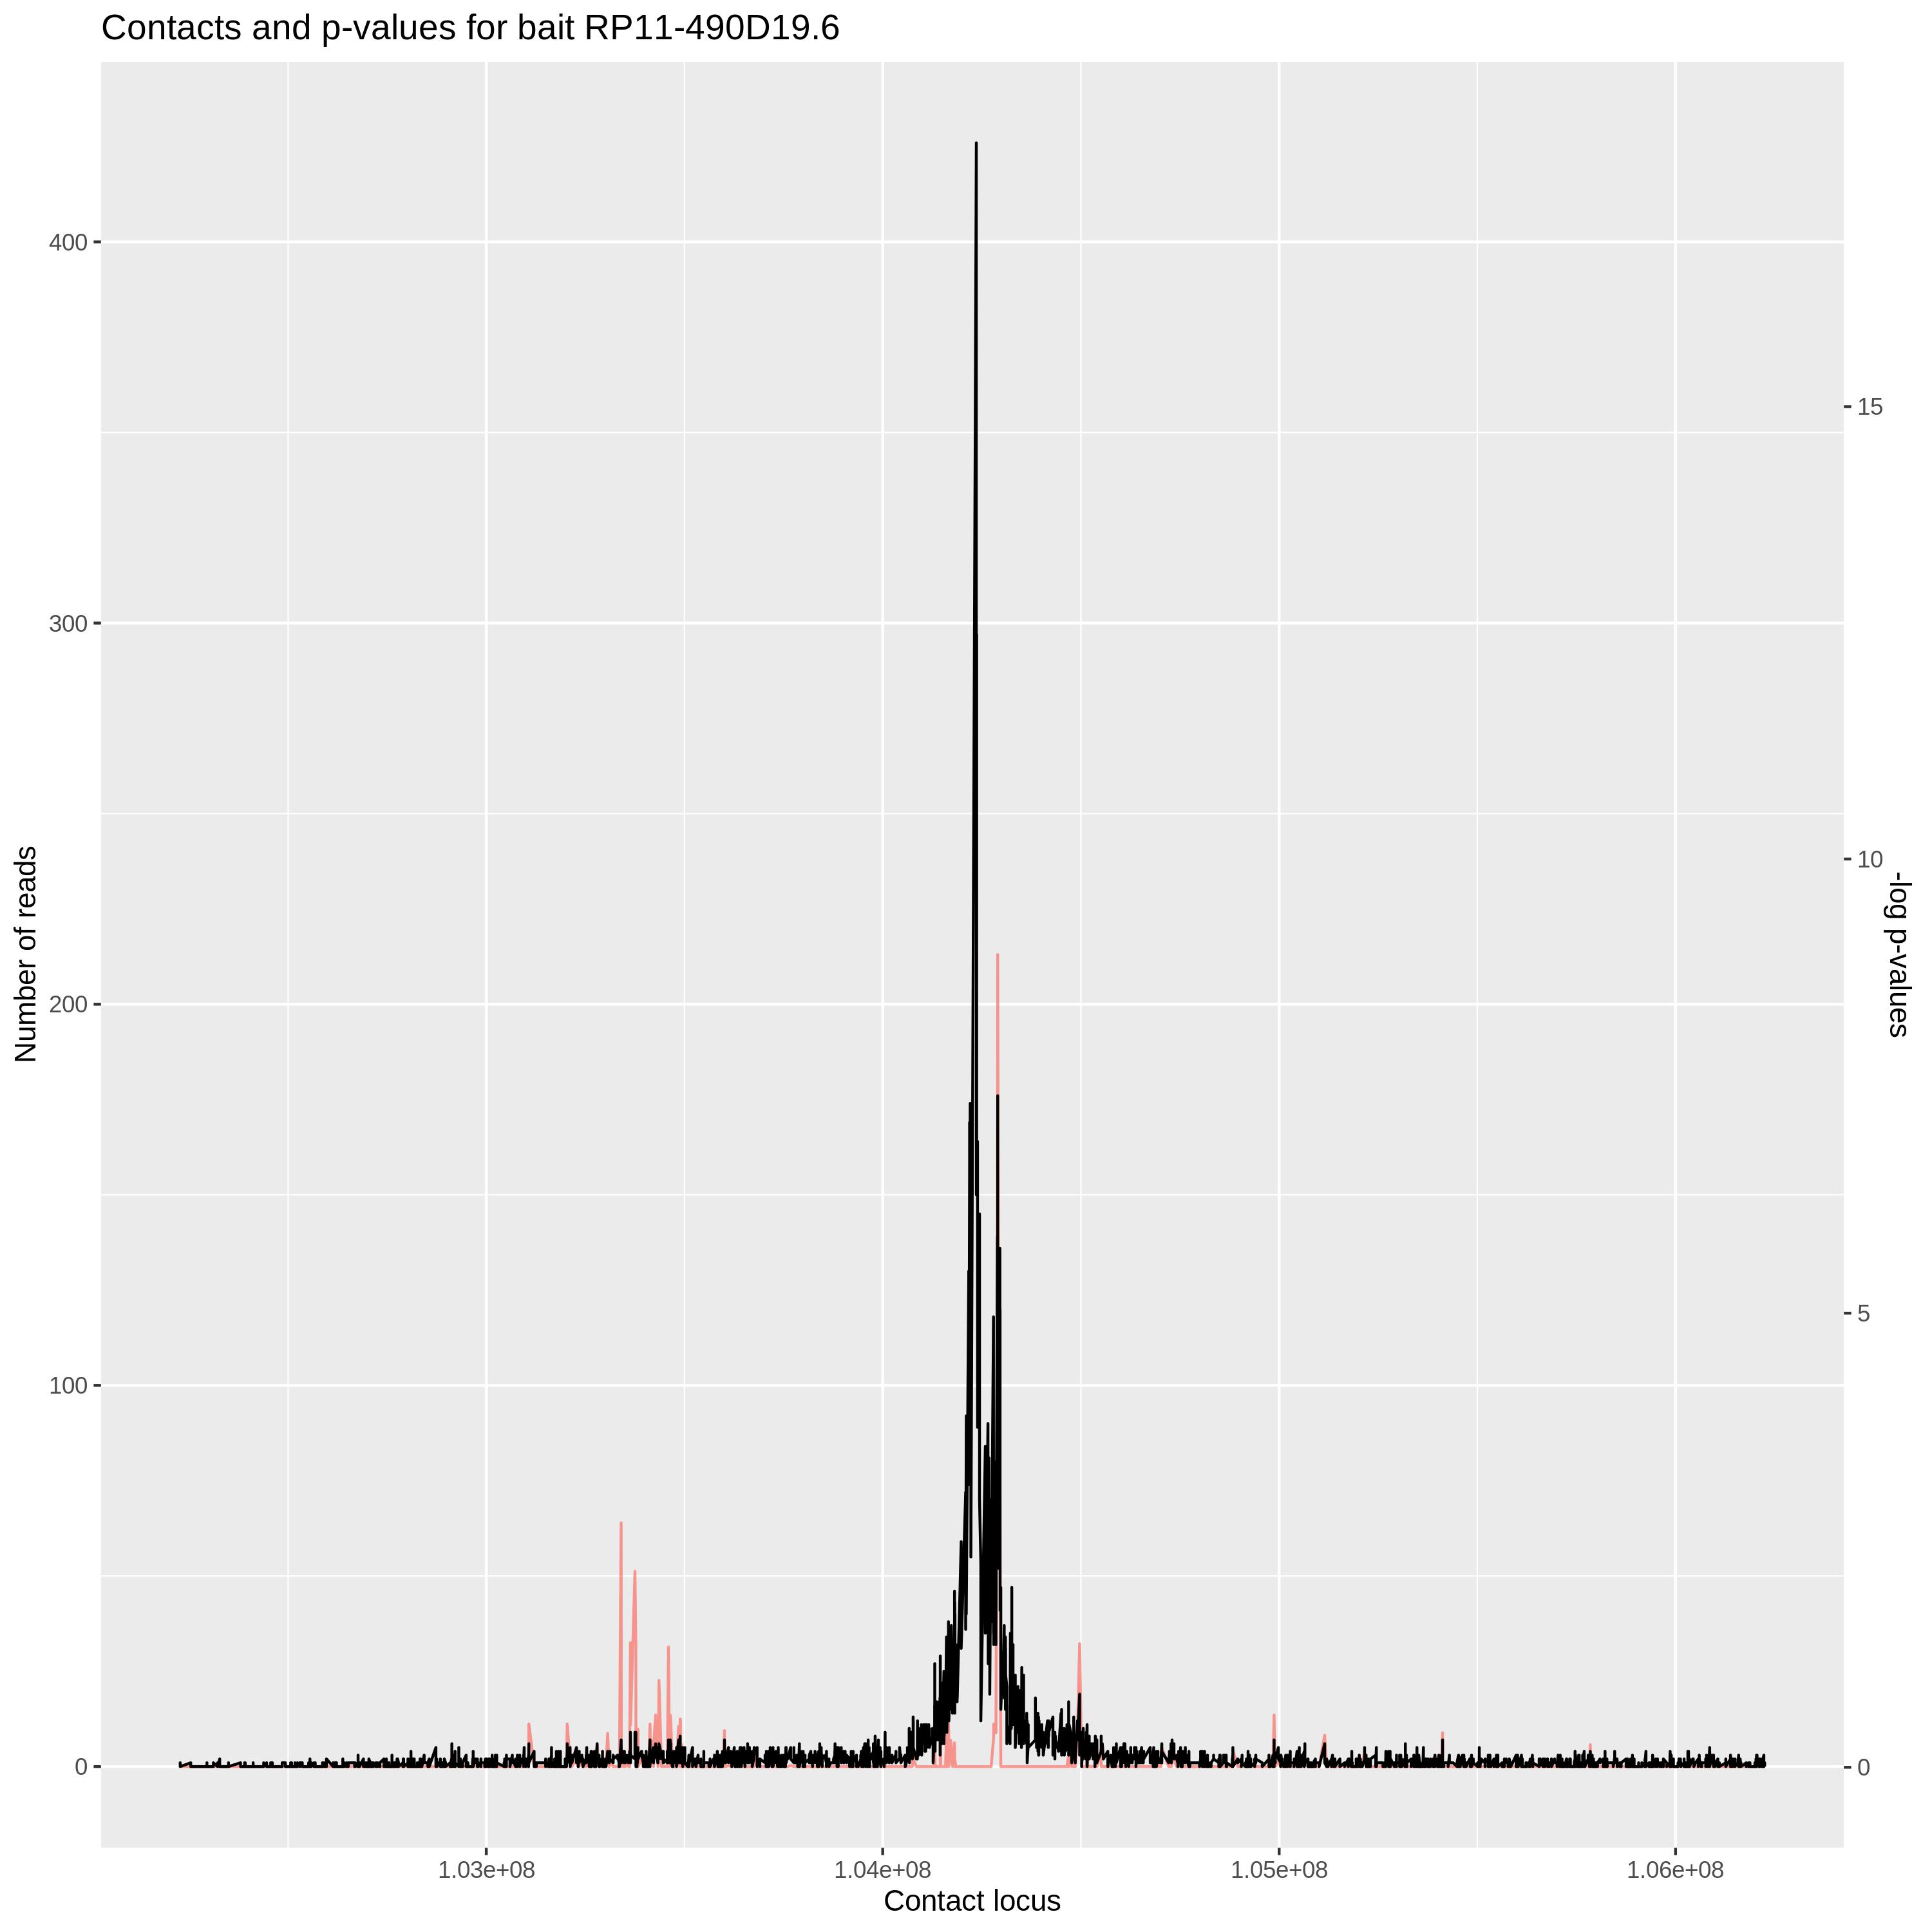 Contacts and p-values for bait RP11-490D19.6
400
300
200
100
0
Number of reads
15
10
5
0
-log p-values
1.03e+08
1.04e+08
1.05e+08
1.06e+08
Contact locus